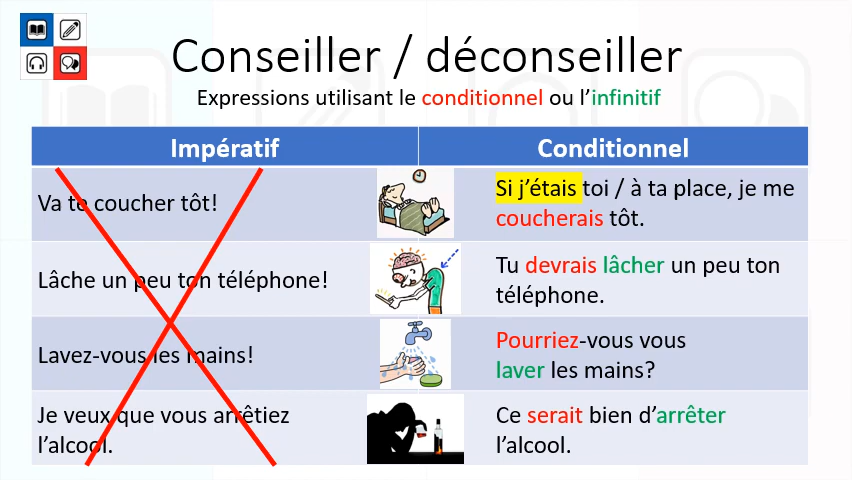 Conseiller / déconseiller
Expressions utilisant le conditionnel ou l’infinitif
Impératif
Conditionnel
Va te coucher tôt!
Si j’étais toi / à ta place, je me
coucherais tôt.
Lâche un peu ton téléphone!
Tu devrais lâcher un peu ton
téléphone.
Lavez-vous les mains!
Pourriez-vous vous
laver les mains?
Je veux que vous arrêtiez
l’alcool.
Ce serait bien d’arrêter
l’alcool.